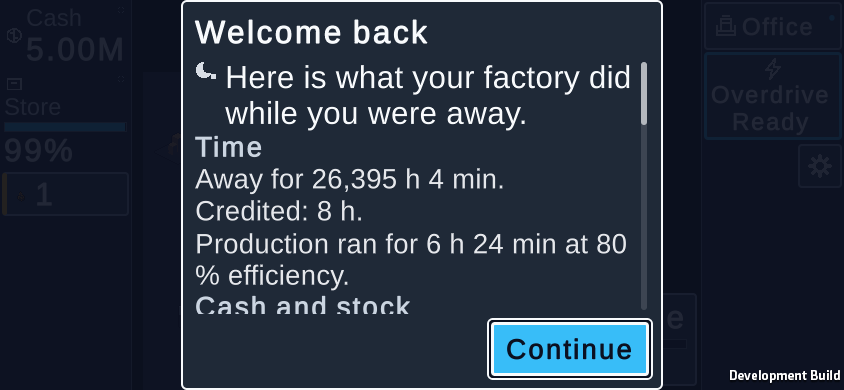 Cash
5.00M
Store
99%
1
Welcome back
Here is what your factory did
while you were away.
Time
Away for 26,395 h 4 min.
Credited: 8 h.
Production ran for 6 h 24 min at 80
% efficiency.
Cash and stock
Continue
Office
Overdrive
Ready
e
Development Build